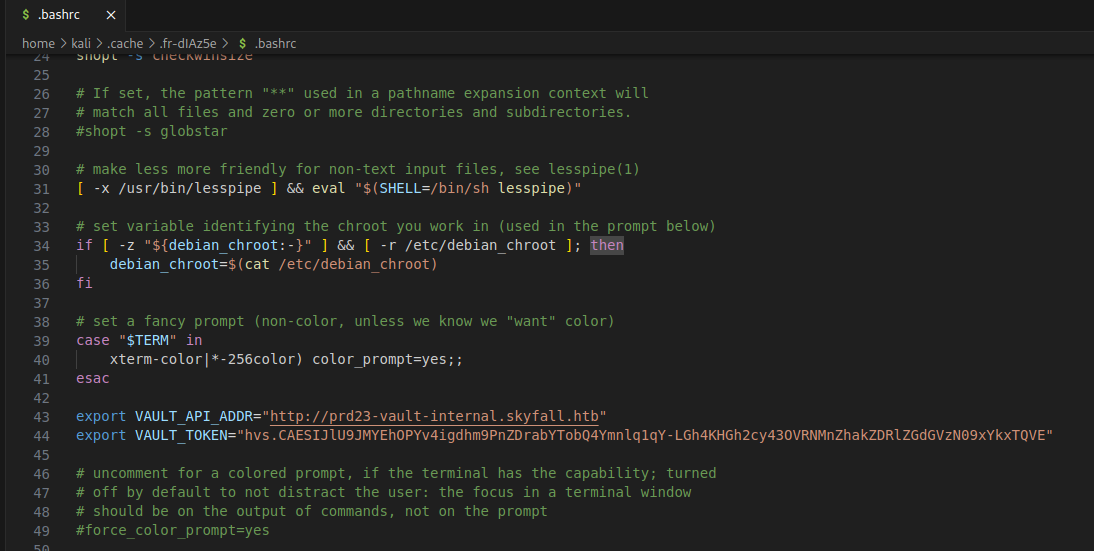 $ .bashrc ×
home > kali > .cache > .fr-dIAz5e > $ .bashrc
24 shopt -s checkwinsize
25
26 # If set, the pattern "**" used in a pathname expansion context will
27 # match all files and zero or more directories and subdirectories.
28 #shopt -s globstar
29
30 # make less more friendly for non-text input files, see lesspipe(1)
31 [ -x /usr/bin/lesspipe ] && eval "$(SHELL=/bin/sh lesspipe)"
32
33 # set variable identifying the chroot you work in (used in the prompt below)
34 if [ -z "${debian_chroot:-}" ] && [ -r /etc/debian_chroot ]; then
35     debian_chroot=$(cat /etc/debian_chroot)
36 fi
37
38 # set a fancy prompt (non-color, unless we know we "want" color)
39 case "$TERM" in
40     xterm-color|*-256color) color_prompt=yes;;
41 esac
42
43 export VAULT_API_ADDR="http://prd23-vault-internal.skyfall.htb"
44 export VAULT_TOKEN="hvs.CAESIJlU9JMYEhOPYv4igdhm9PnZDrabYTobQ4Ymnlq1qY-LGh4KHGh2cy43OVRNMnZhakZDRlZGdGVzN09xYkxTQVE"
45
46 # uncomment for a colored prompt, if the terminal has the capability; turned
47 # off by default to not distract the user: the focus in a terminal window
48 # should be on the output of commands, not on the prompt
49 #force_color_prompt=yes
50